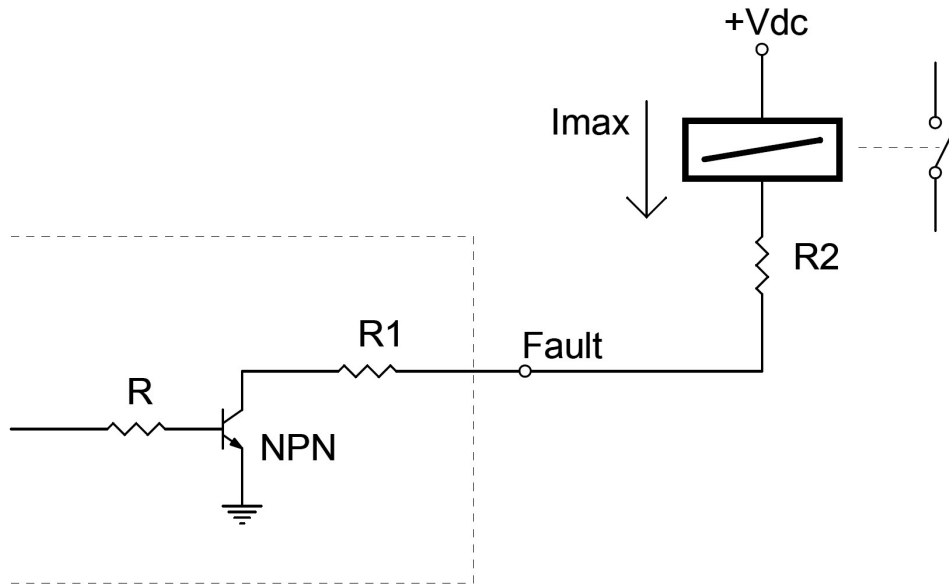 +Vdc
Imax
R2
R1
Fault
R
NPN